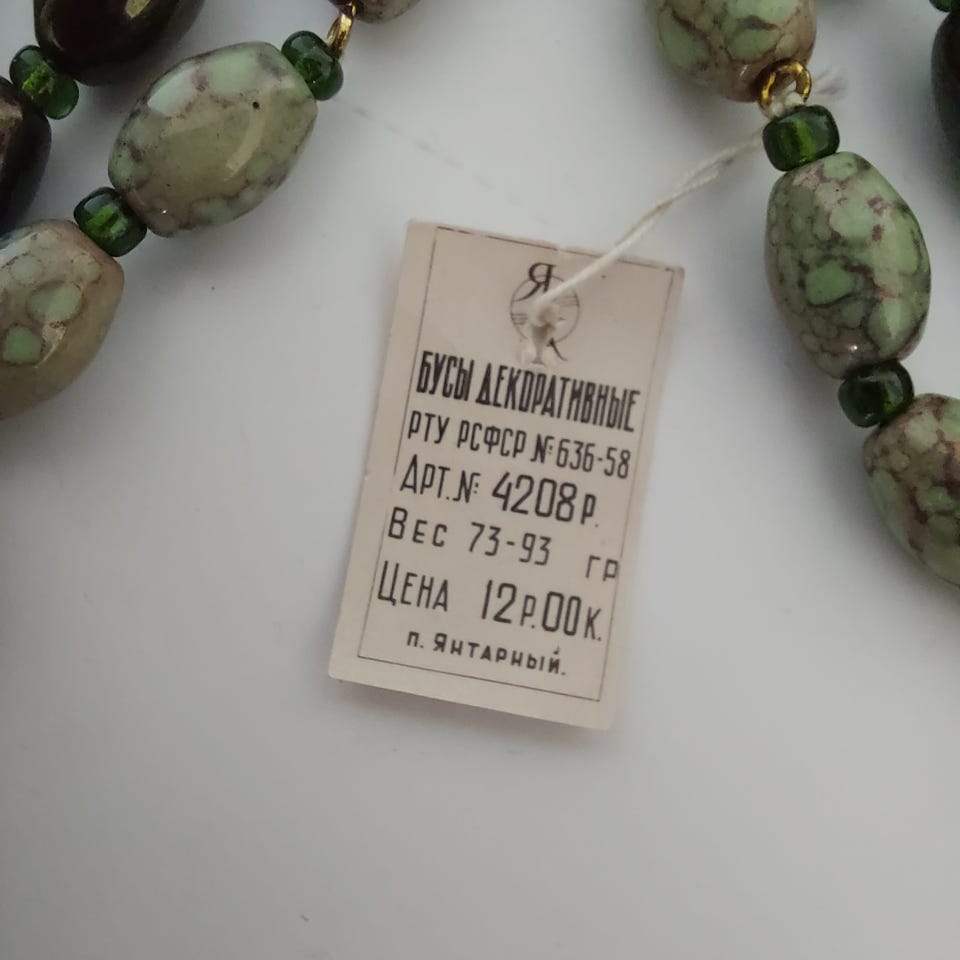 Я
БУСЫ ДЕКОРАТИВНЫЕ
РТУ РСФСР № 636-58
АРТ. № 4208 Р.
ВЕС 73-93 ГР
ЦЕНА 12 Р. 00 К.
п. ЯНТАРНЫЙ.